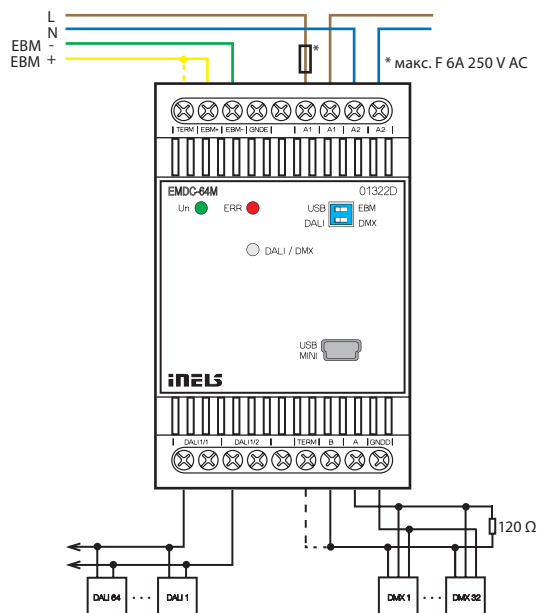 L
N
EBM -
EBM +
*
* макс. F 6A 250 V AC
TERM EBM+ EBM- GNDE A1 A1 A2 A2
EMDC-64M 01322D
Un ERR USB EBM
DALI DMX
DALI / DMX
USB
MINI
iNELS
DALI1/1 DALI1/2 TERM B A GNDD
120 Ω
DALI 64 ... DALI 1 DMX 1 ... DMX 32